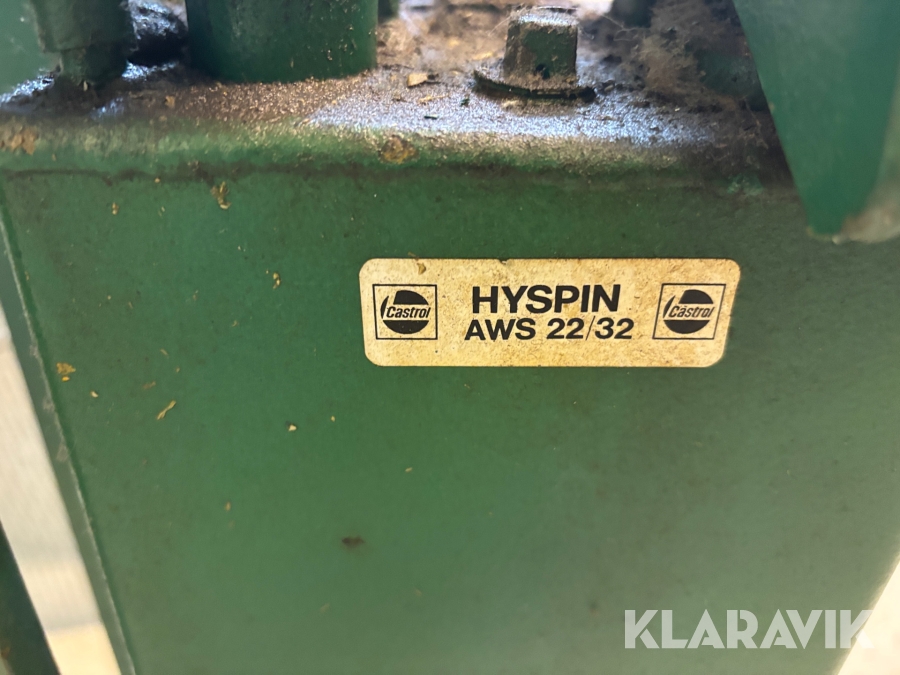 Castrol HYSPIN Castrol
AWS 22/32
KLARAVIK